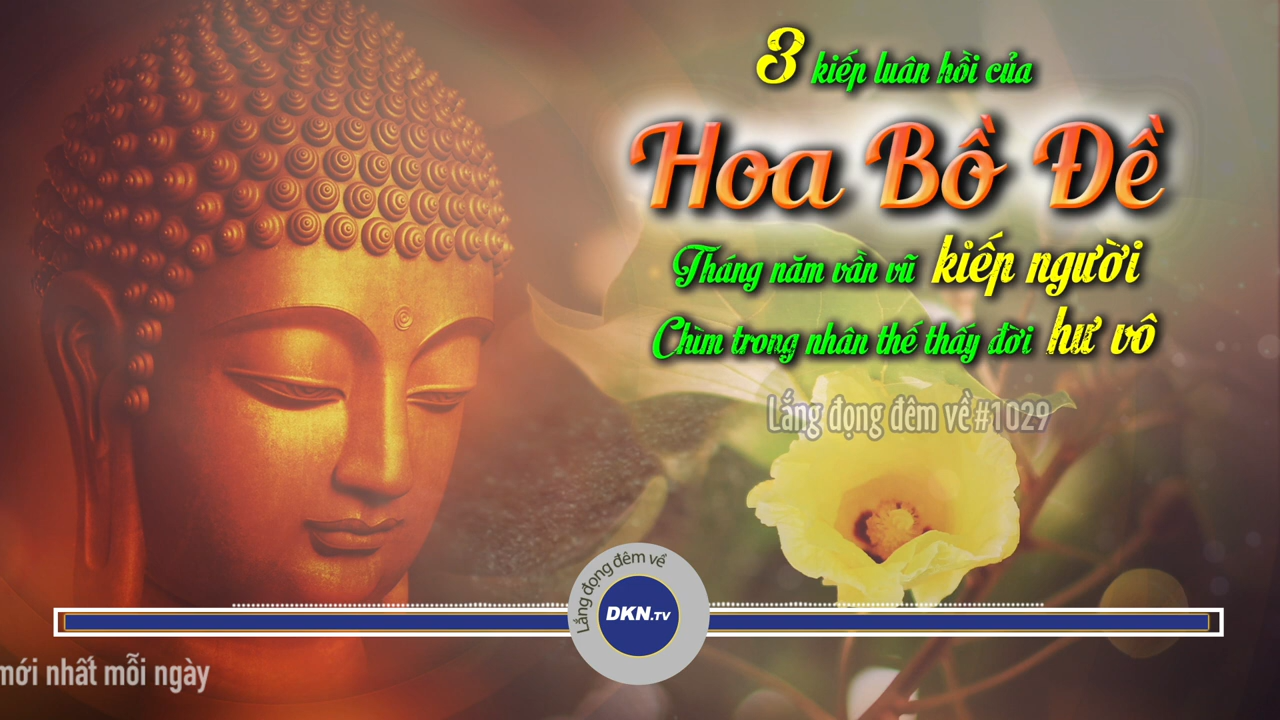 3 kiếp luân hồi của
Hoa Bồ Đề
Tháng năm vần vũ kiếp người
Chìm trong nhân thế thấy đời hư vô
Lắng đọng đêm về #1029
Lắng đọng đêm về
DKN.TV
mới nhất mỗi ngày